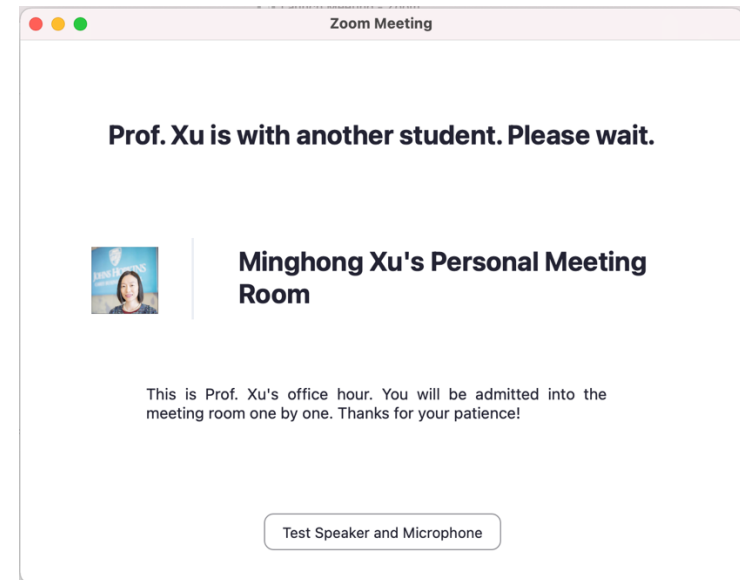 Zoom Meeting
Prof. Xu is with another student. Please wait.
JOHNS HOPKINS
Minghong Xu's Personal Meeting
Room
This is Prof. Xu's office hour. You will be admitted into the
meeting room one by one. Thanks for your patience!
Test Speaker and Microphone